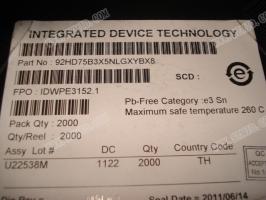 INTEGRATED DEVICE TECHNOLOGY
Part No : 92HD75B3X5NLGXYBX8
SCD :
FPO : IDWPE3152.1
Pb-Free Category :e3 Sn
Maximum safe temperature 260 C
Pack Qty : 2000
Qty/Reel : 2000
Assy Lot # DC Qty Country Code
U22538M 1122 2000 TH
QC
Seal Date = 2011/06/14